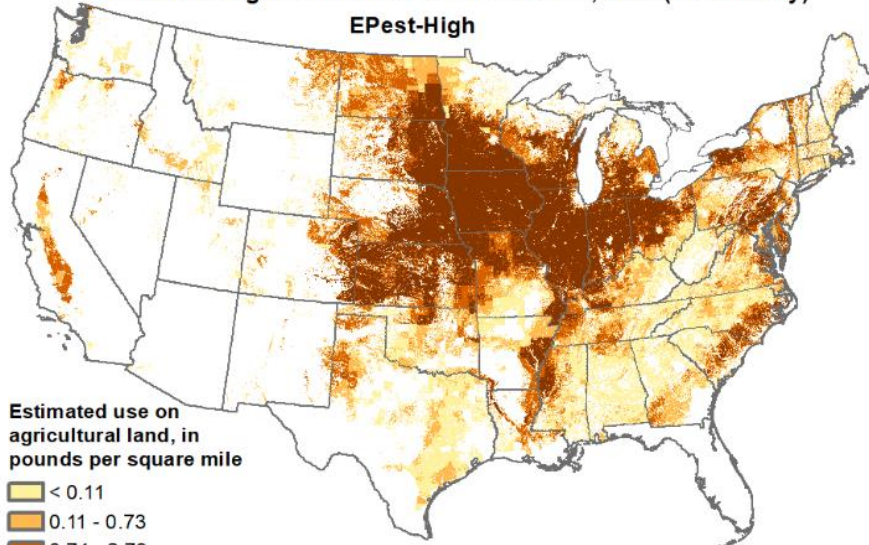 EPest-High
Estimated use on
agricultural land, in
pounds per square mile
< 0.11
0.11 - 0.73